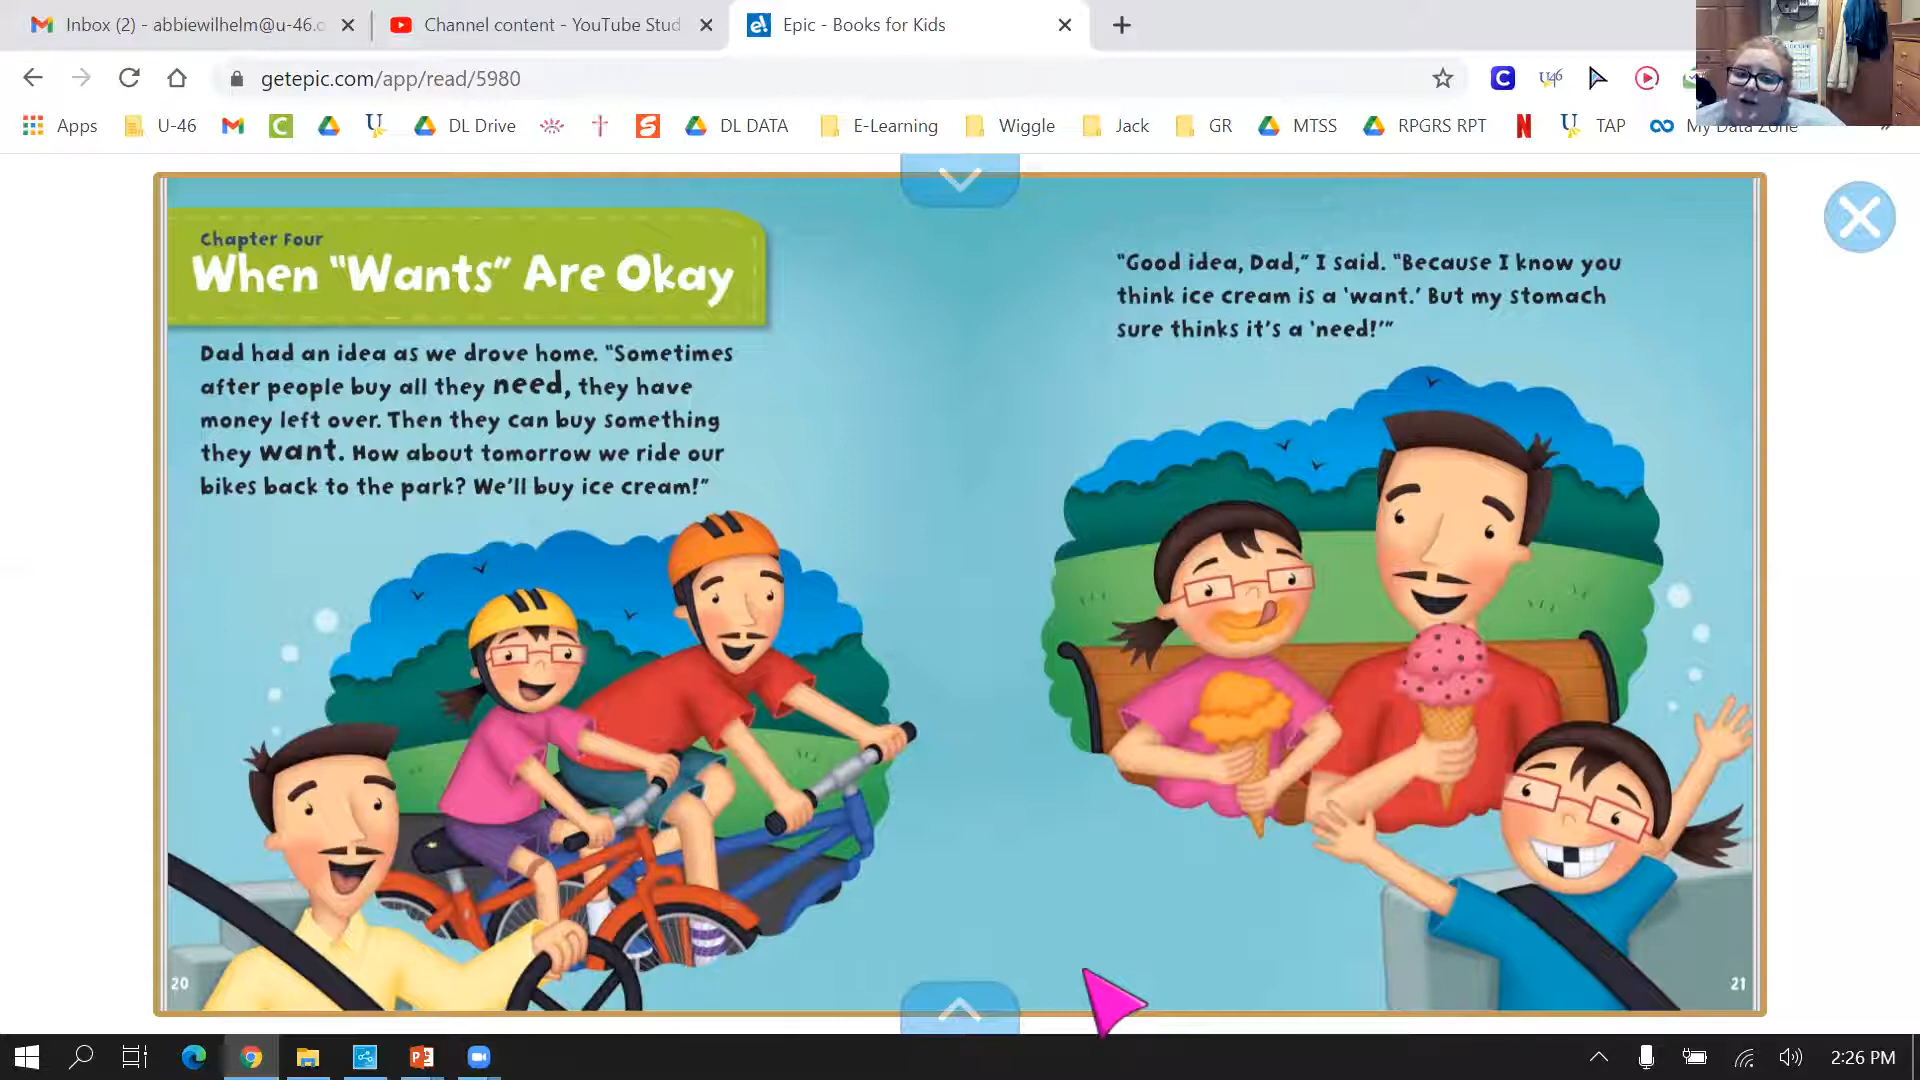 Inbox (2) - abbiewilhelm@u-46.o
Channel content - YouTube Stud
Epic - Books for Kids
getepic.com/app/read/5980
Apps
U-46
DL Drive
DL DATA
E-Learning
Wiggle
Jack
GR
MTSS
RPGRS RPT
TAP
My Data Zone
Chapter Four
When "Wants" Are Okay
Dad had an idea as we drove home. "Sometimes
after people buy all they need, they have
money left over. Then they can buy something
they want. How about tomorrow we ride our
bikes back to the park? We'll buy ice cream!"
20
"Good idea, Dad," I said. "Because I know you
think ice cream is a 'want.' But my stomach
sure thinks it's a 'need!'"
21
2:26 PM